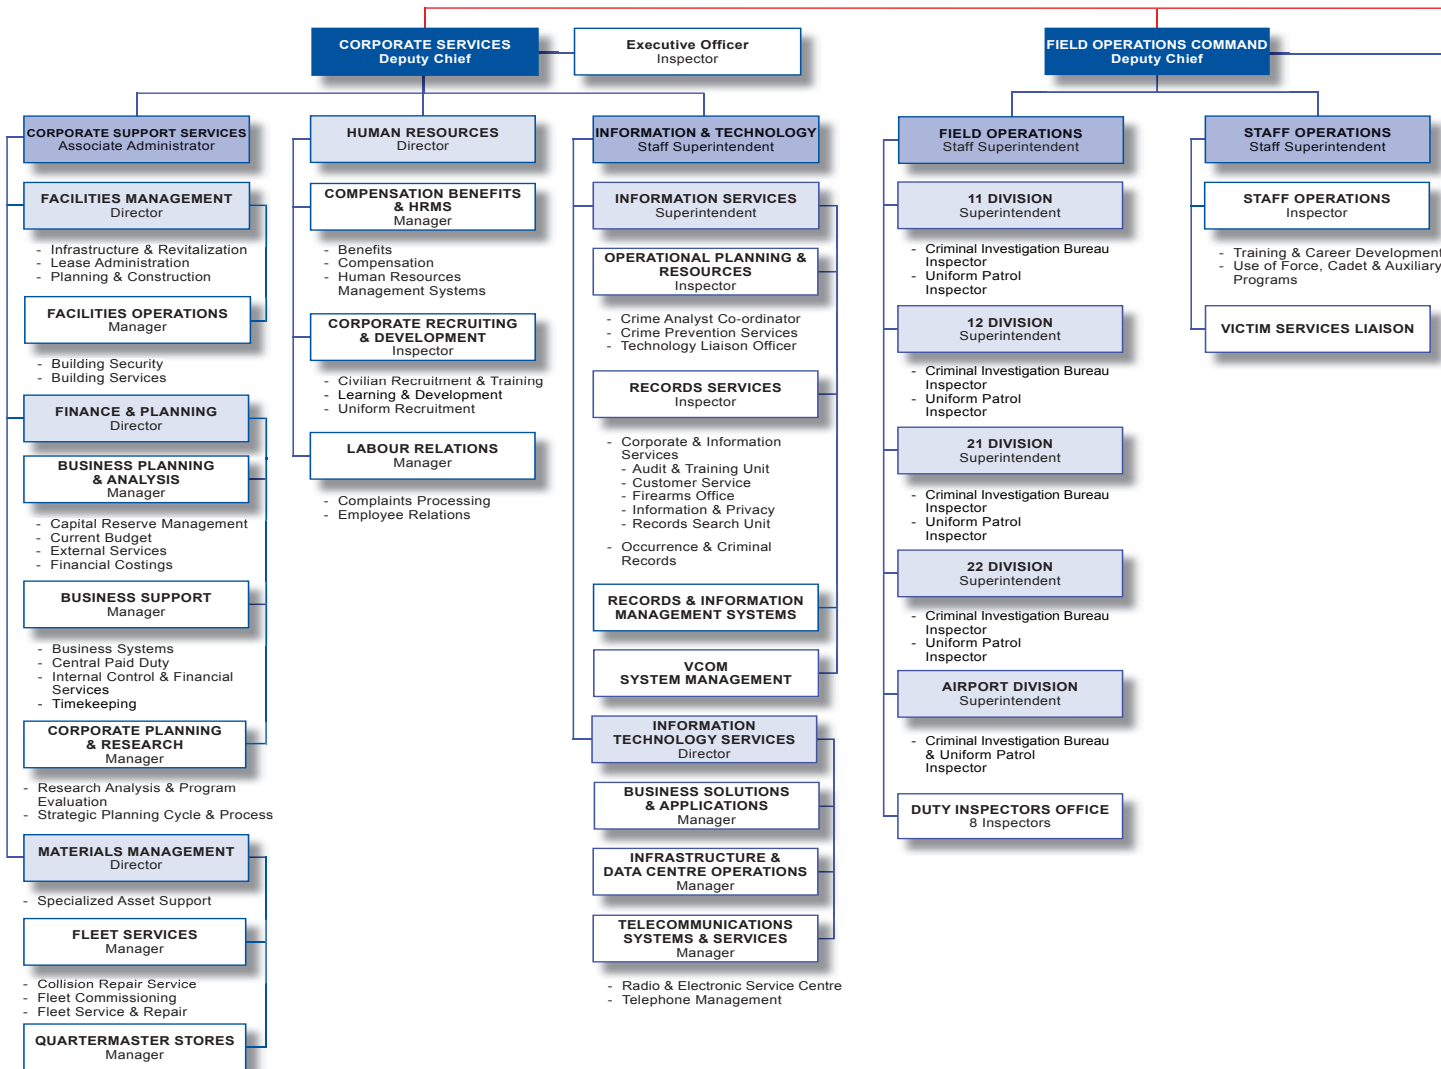 CORPORATE SERVICES
Deputy Chief
Executive Officer
Inspector
FIELD OPERATIONS COMMAND
Deputy Chief
CORPORATE SUPPORT SERVICES
Associate Administrator
FACILITIES MANAGEMENT
Director
- Infrastructure & Revitalization
- Lease Administration
- Planning & Construction
FACILITIES OPERATIONS
Manager
- Building Security
- Building Services
FINANCE & PLANNING
Director
BUSINESS PLANNING
& ANALYSIS
Manager
- Capital Reserve Management
- Current Budget
- External Services
- Financial Costings
BUSINESS SUPPORT
Manager
- Business Systems
- Central Paid Duty
- Internal Control & Financial
Services
- Timekeeping
CORPORATE PLANNING
& RESEARCH
Manager
- Research Analysis & Program
Evaluation
- Strategic Planning Cycle & Process
MATERIALS MANAGEMENT
Director
- Specialized Asset Support
FLEET SERVICES
Manager
- Collision Repair Service
- Fleet Commissioning
- Fleet Service & Repair
QUARTERMASTER STORES
Manager
HUMAN RESOURCES
Director
COMPENSATION BENEFITS
& HRMS
Manager
- Benefits
- Compensation
- Human Resources
Management Systems
CORPORATE RECRUITING
& DEVELOPMENT
Inspector
- Civilian Recruitment & Training
- Learning & Development
- Uniform Recruitment
LABOUR RELATIONS
Manager
- Complaints Processing
- Employee Relations
INFORMATION & TECHNOLOGY
Staff Superintendent
INFORMATION SERVICES
Superintendent
OPERATIONAL PLANNING &
RESOURCES
Inspector
- Crime Analyst Co-ordinator
- Crime Prevention Services
- Technology Liaison Officer
RECORDS SERVICES
Inspector
- Corporate & Information
Services
- Audit & Training Unit
- Customer Service
- Firearms Office
- Information & Privacy
- Records Search Unit
- Occurrence & Criminal
Records
RECORDS & INFORMATION
MANAGEMENT SYSTEMS
VCOM
SYSTEM MANAGEMENT
INFORMATION
TECHNOLOGY SERVICES
Director
BUSINESS SOLUTIONS
& APPLICATIONS
Manager
INFRASTRUCTURE &
DATA CENTRE OPERATIONS
Manager
TELECOMMUNICATIONS
SYSTEMS & SERVICES
Manager
- Radio & Electronic Service Centre
- Telephone Management
FIELD OPERATIONS
Staff Superintendent
11 DIVISION
Superintendent
- Criminal Investigation Bureau
Inspector
- Uniform Patrol
Inspector
12 DIVISION
Superintendent
- Criminal Investigation Bureau
Inspector
- Uniform Patrol
Inspector
21 DIVISION
Superintendent
- Criminal Investigation Bureau
Inspector
- Uniform Patrol
Inspector
22 DIVISION
Superintendent
- Criminal Investigation Bureau
Inspector
- Uniform Patrol
Inspector
AIRPORT DIVISION
Superintendent
- Criminal Investigation Bureau
& Uniform Patrol
Inspector
DUTY INSPECTORS OFFICE
8 Inspectors
STAFF OPERATIONS
Staff Superintendent
STAFF OPERATIONS
Inspector
- Training & Career Development
- Use of Force, Cadet & Auxiliary
Programs
VICTIM SERVICES LIAISON